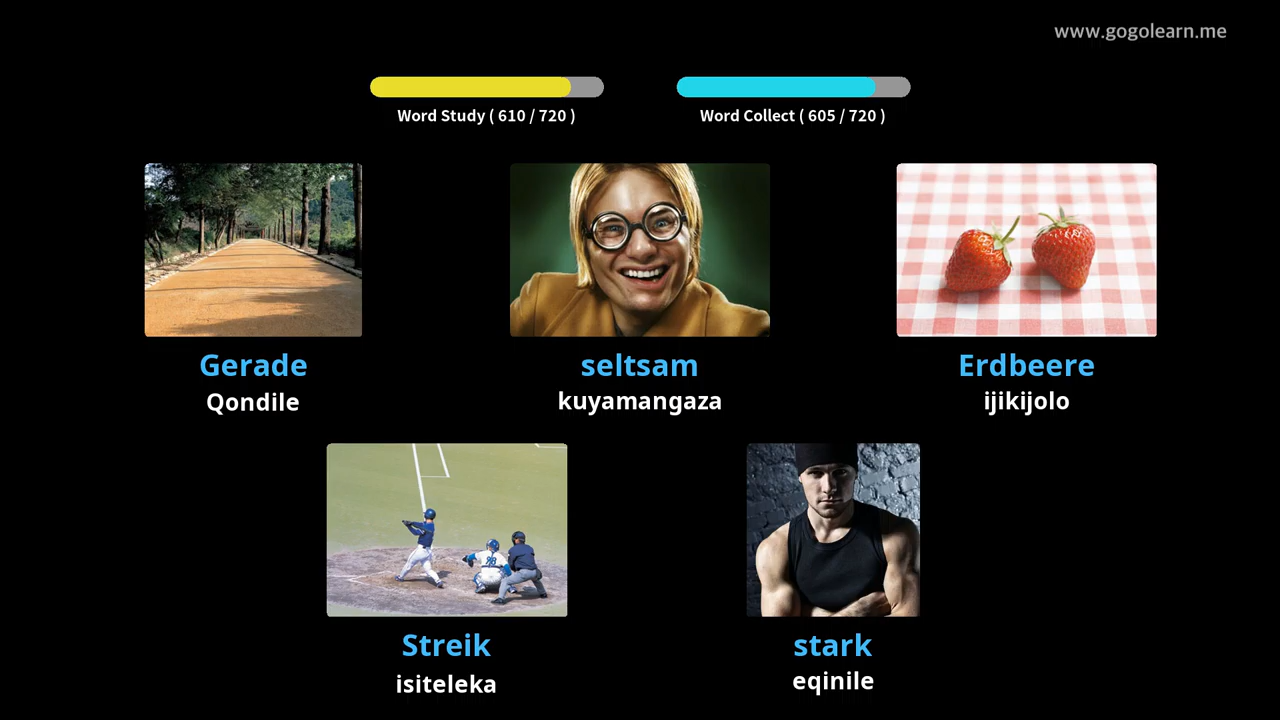 www.gogolearn.me
Word Study ( 610 / 720 )
Word Collect ( 605 / 720 )
Gerade
Qondile
seltsam
kuyamangaza
Erdbeere
ijikijolo
Streik
isiteleka
stark
eqinile